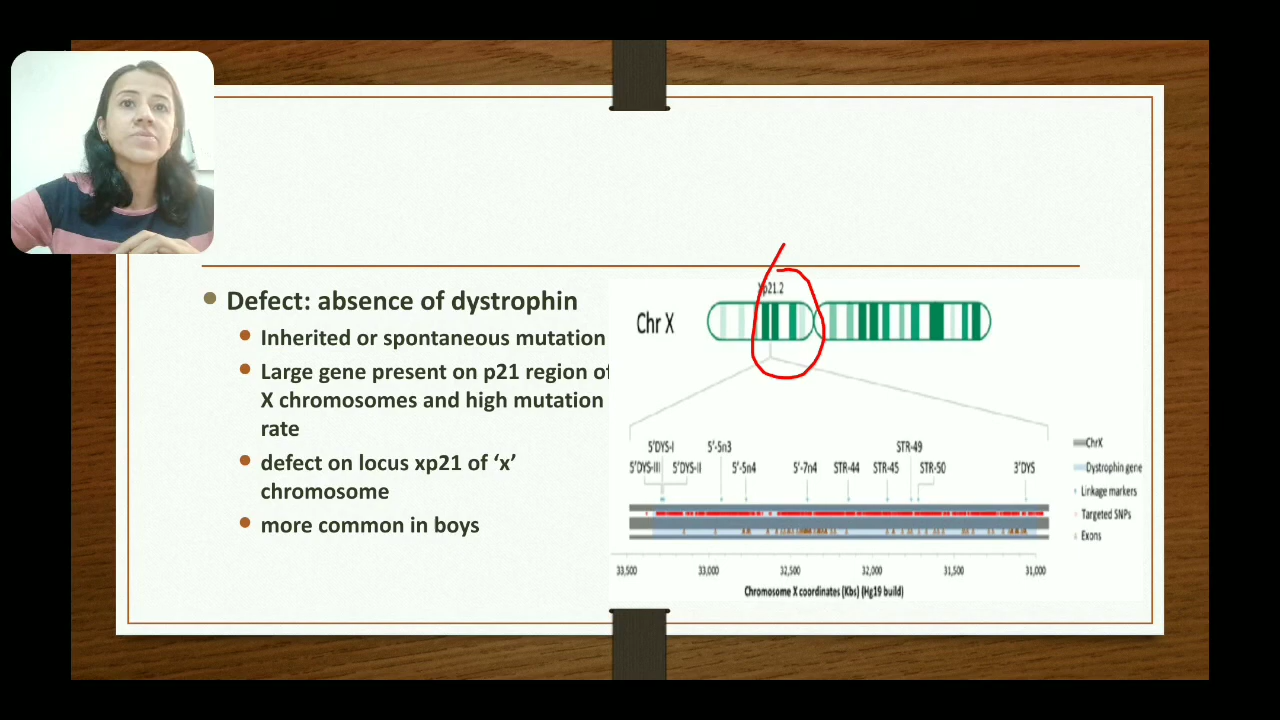 Defect: absence of dystrophin
Inherited or spontaneous mutation
Large gene present on p21 region of
X chromosomes and high mutation
rate
defect on locus xp21 of ‘x’
chromosome
more common in boys
Xp21.2
Chr X
5'DYS-I
5'-5n3
STR-49
5'DYS-III
5'DYS-II
5'-5n4
5'-7n4
STR-44
STR-45
STR-50
3'DYS
ChrX
Dystrophin gene
Linkage markers
Targeted SNPs
Exons
33,500
33,000
32,500
32,000
31,500
31,000
Chromosome X coordinates (Kbs) (Hg19 build)